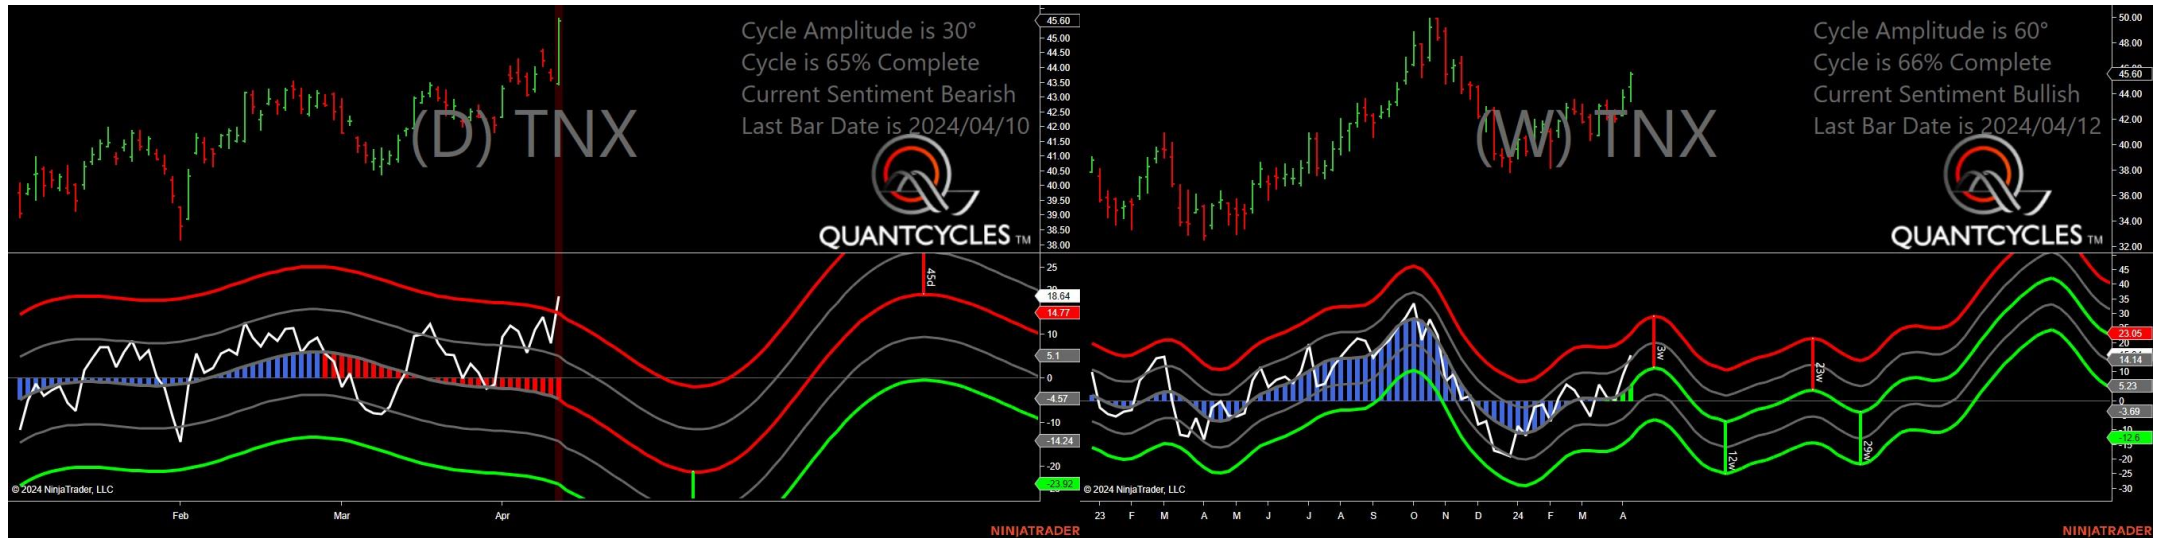 Cycle Amplitude is 30°
Cycle is 65% Complete
Current Sentiment Bearish
Last Bar Date is 2024/04/10
(D) TNX
QUANTCYCLES TM
45.60
45.00
44.50
44.00
43.50
43.00
42.50
42.00
41.50
41.00
40.50
40.00
39.50
39.00
38.50
38.00
45d
25
18.64
14.77
10
5.1
0
-4.57
-10
-14.24
-20
-23.92
© 2024 NinjaTrader, LLC
Feb
Mar
Apr
NINJATRADER
Cycle Amplitude is 60°
Cycle is 66% Complete
Current Sentiment Bullish
Last Bar Date is 2024/04/12
(W) TNX
QUANTCYCLES TM
50.00
48.00
45.60
44.00
42.00
40.00
38.00
36.00
34.00
32.00
3w
12w
23w
29w
45
40
35
30
23.05
20
14.14
10
5.23
0
-3.69
-12.6
-20
-25
-30
© 2024 NinjaTrader, LLC
23 F M A M J J A S O N D 24 F M A
NINJATRADER